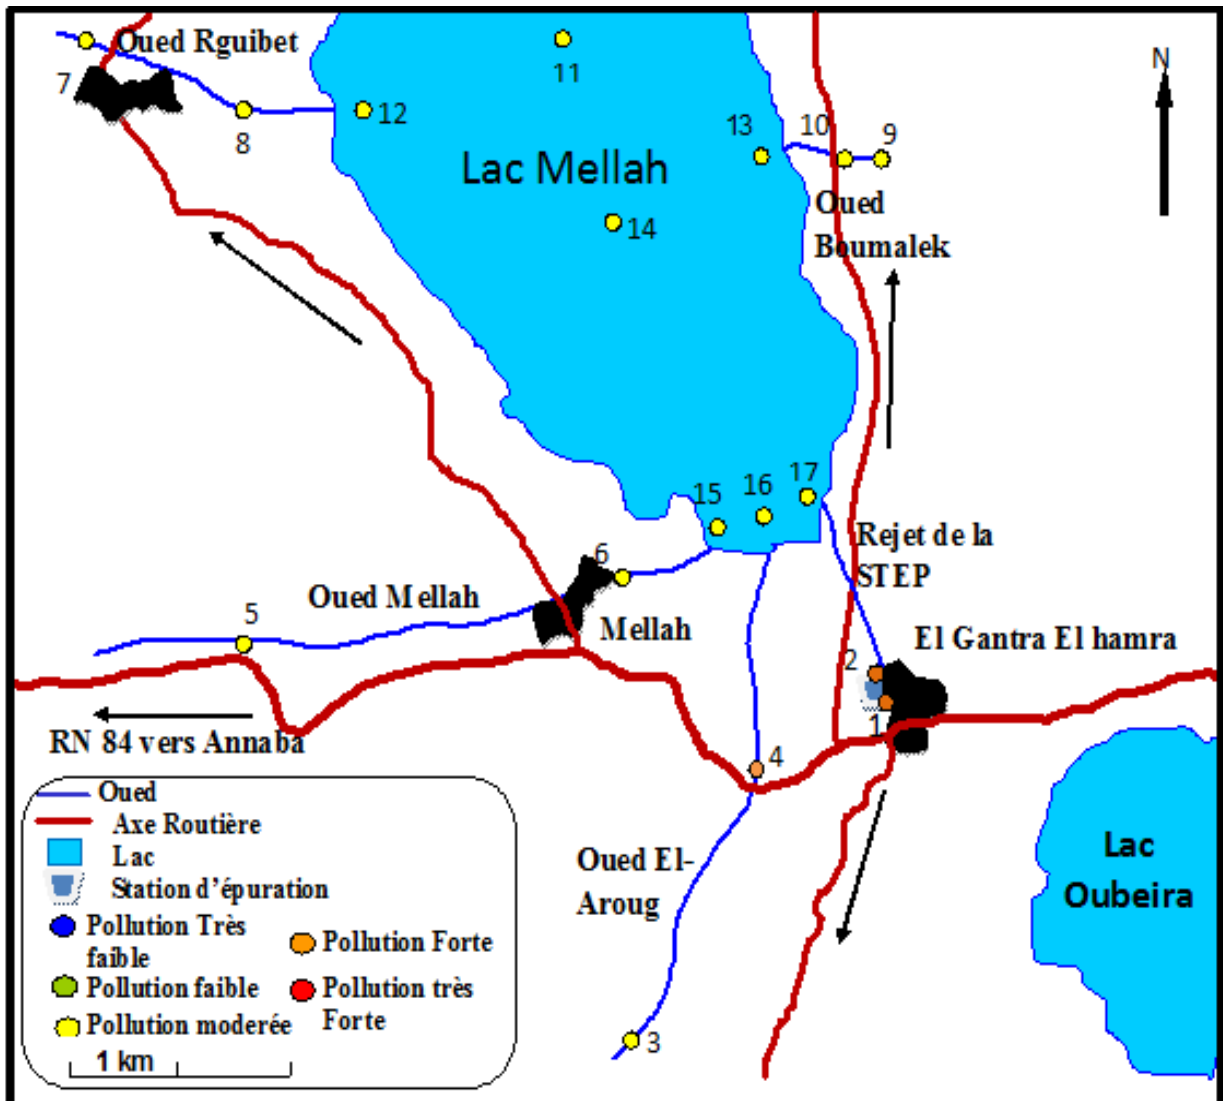 Oued Rguibet
7
8
12
11
N
13
10
9
Lac Mellah
14
Oued
Boumalek
15
16
17
Rejet de la
STEP
6
Oued Mellah
5
Mellah
El Gantra El hamra
2
1
RN 84 vers Annaba
4
Oued El-
Aroug
3
Lac
Oubeira
Oued
Axe Routière
Lac
Station d'épuration
Pollution Très
faible
Pollution faible
Pollution moderée
Pollution Forte
Pollution très
Forte
1 km